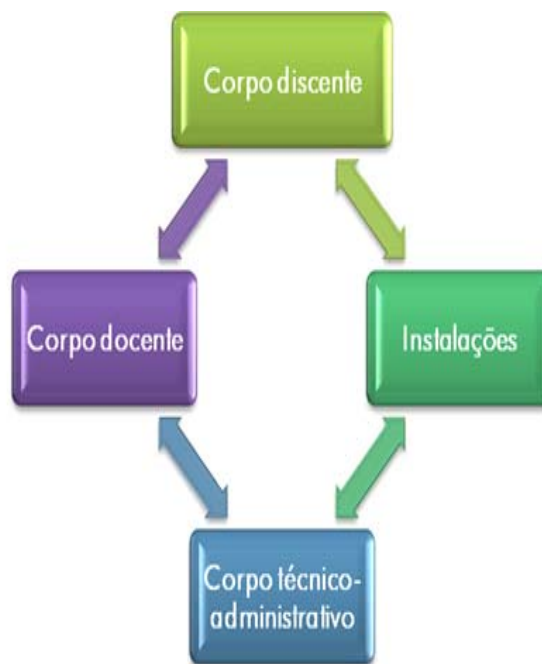 Corpo discente
Corpo docente
Instalações
Corpo técnico-
administrativo